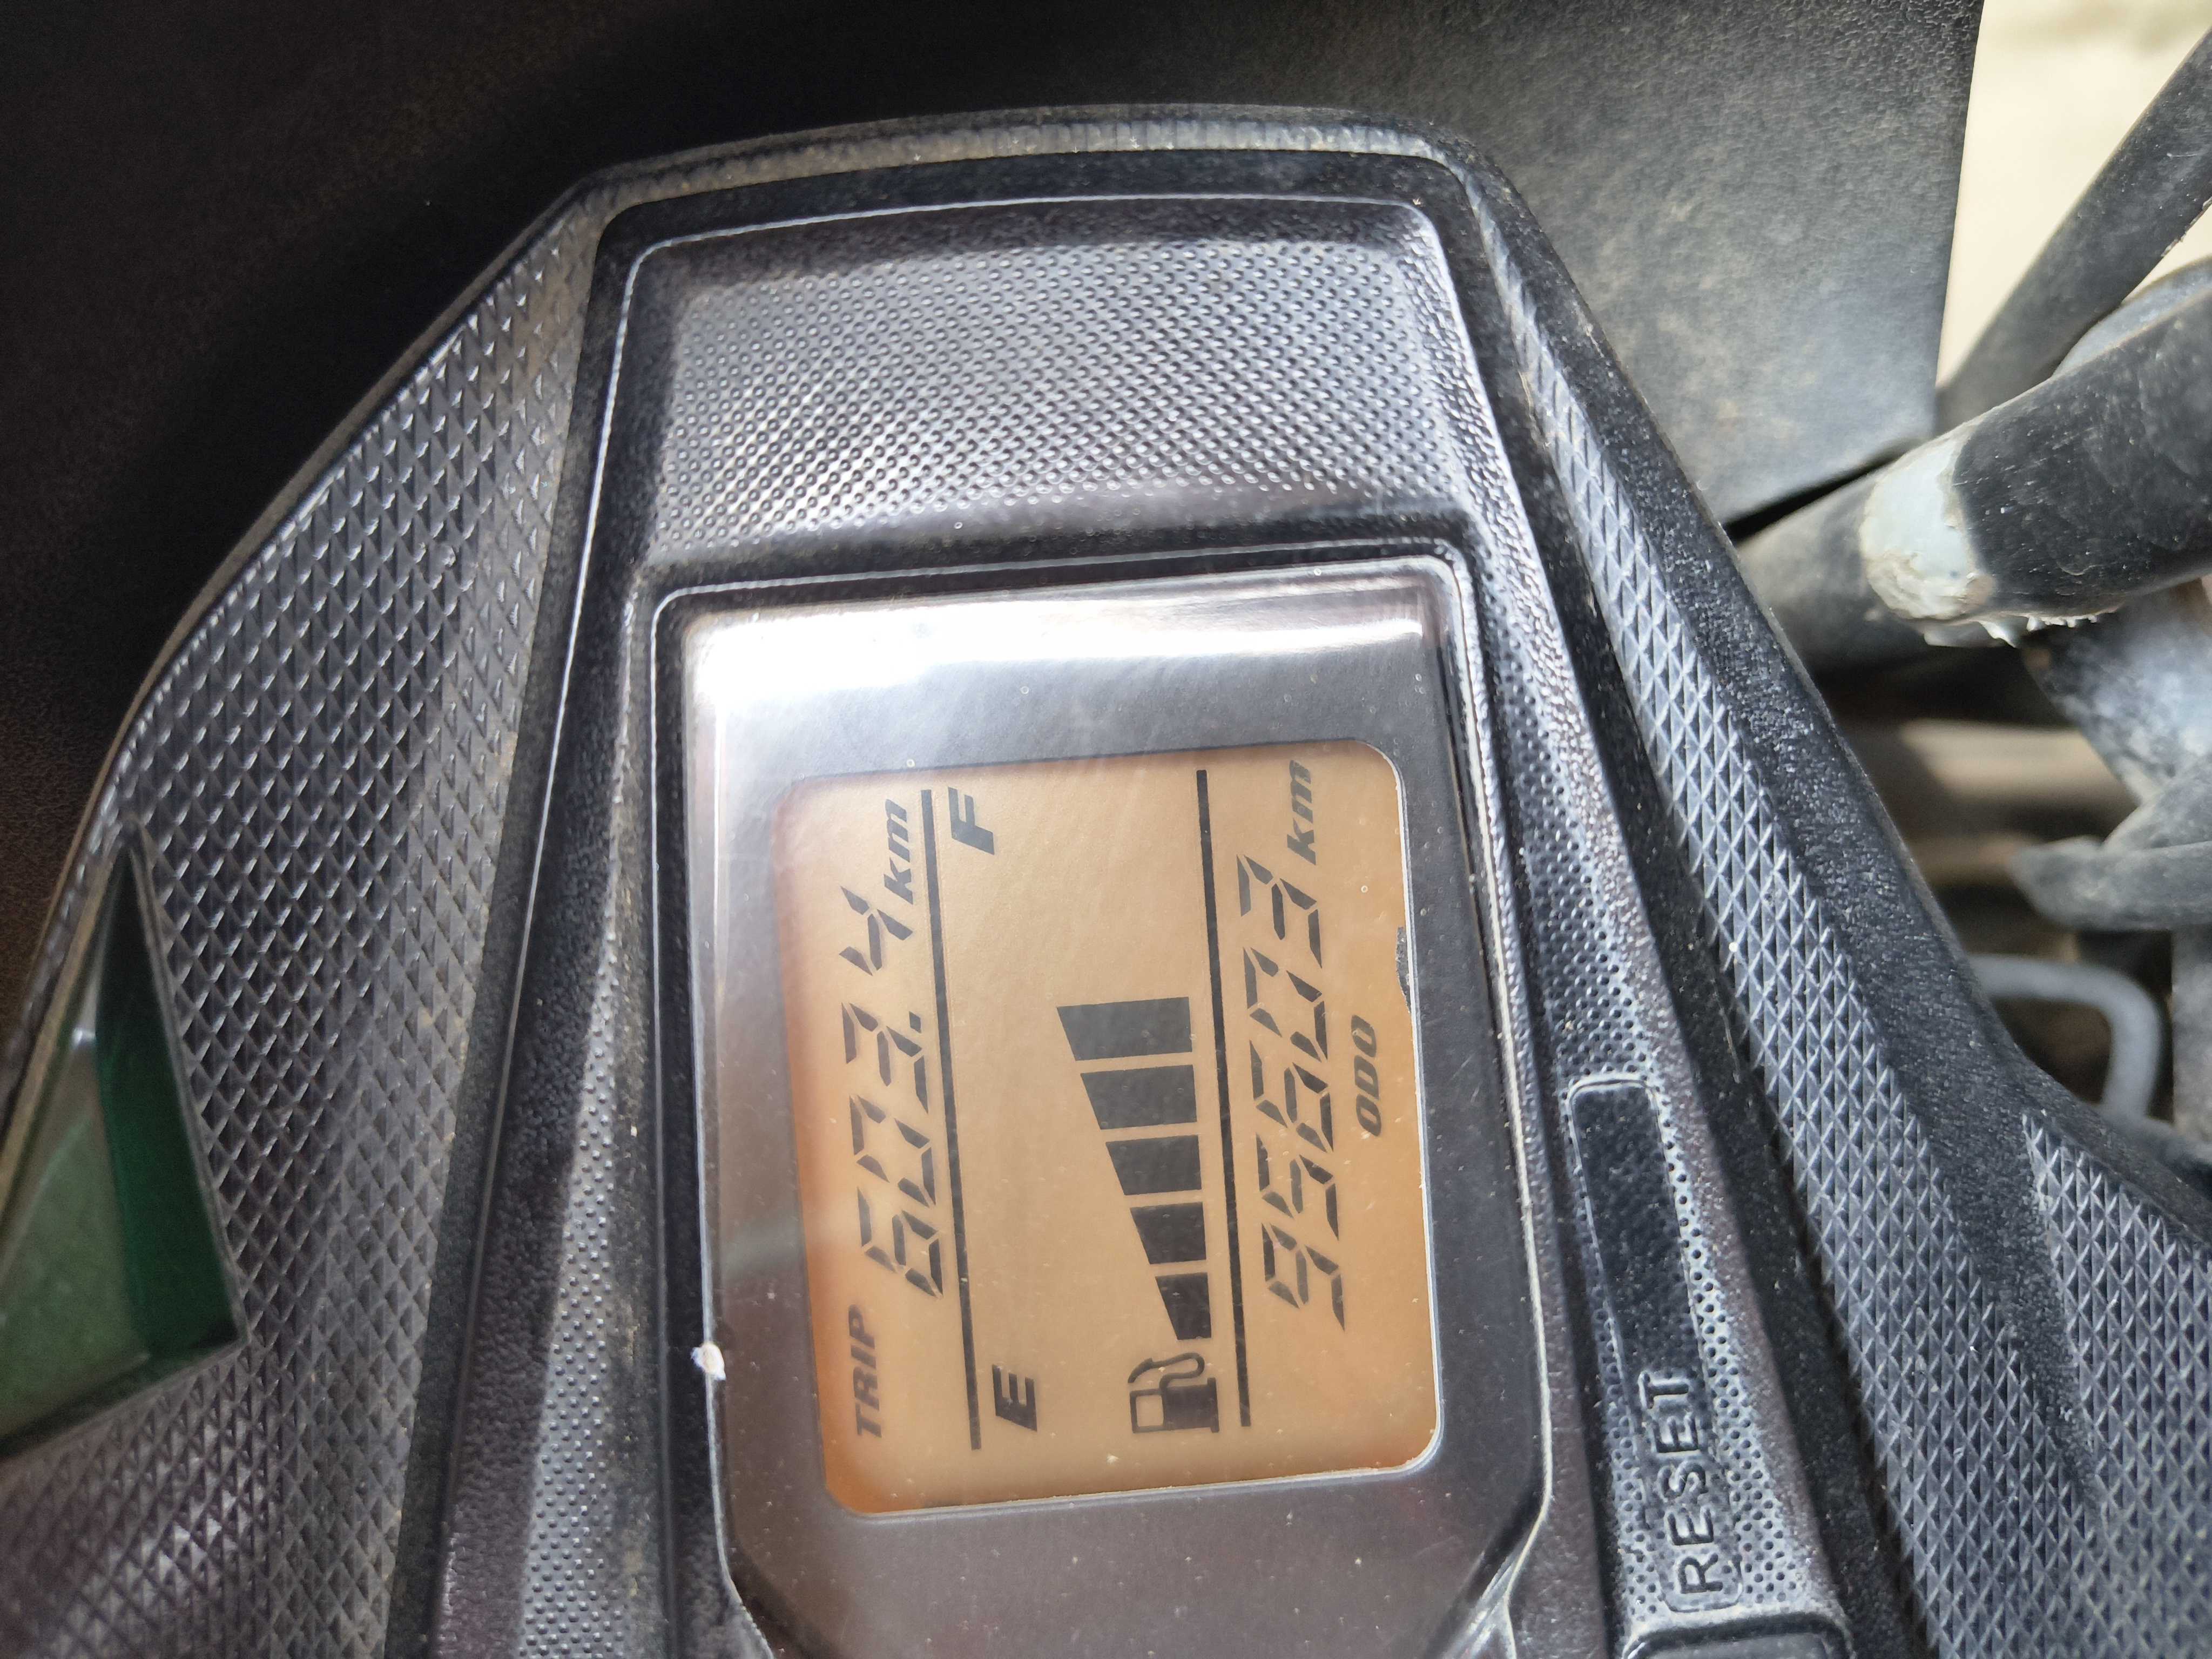 TRIP 603.4 km
E F
95603 km
ODO
RESET